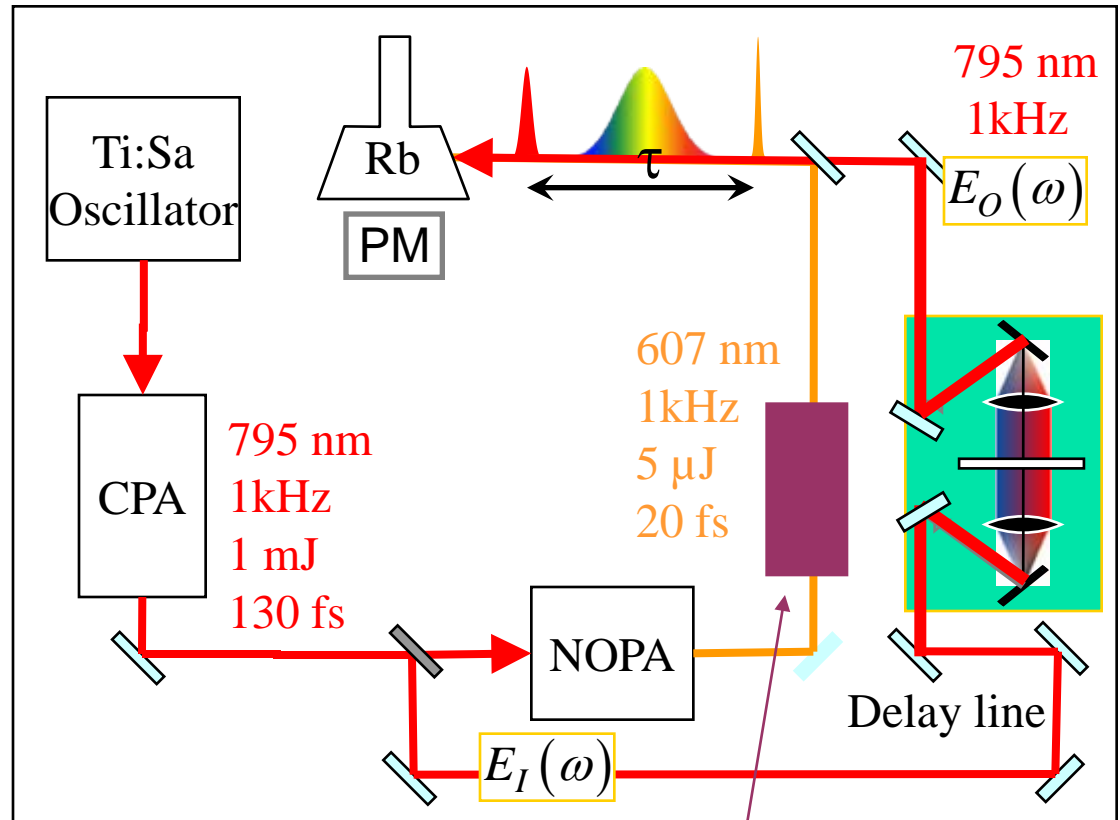 Ti:Sa
Oscillator
Rb
PM
τ
795 nm
1kHz
E_O(ω)
CPA
795 nm
1kHz
1 mJ
130 fs
607 nm
1kHz
5 µJ
20 fs
NOPA
Delay line
E_I(ω)